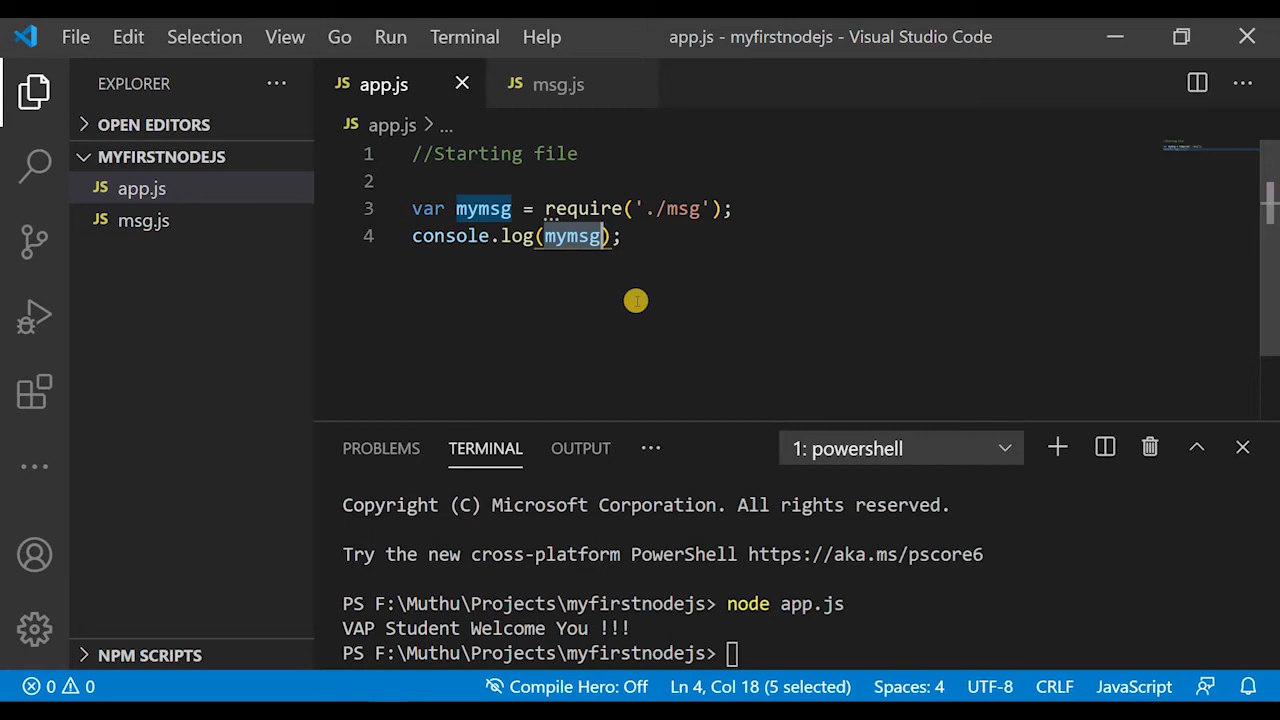 File Edit Selection View Go Run Terminal Help app.js - myfirstnodejs - Visual Studio Code
EXPLORER ...
OPEN EDITORS
MYFIRSTNODEJS
JS app.js
JS msg.js
NPM SCRIPTS
JS app.js JS msg.js ...
JS app.js > ...
1 //Starting file
2
3 var mymsg = require('./msg');
4 console.log(mymsg);
PROBLEMS TERMINAL OUTPUT ... 1: powershell
Copyright (C) Microsoft Corporation. All rights reserved.
Try the new cross-platform PowerShell https://aka.ms/pscore6
PS F:\Muthu\Projects\myfirstnodejs> node app.js
VAP Student Welcome You !!!
PS F:\Muthu\Projects\myfirstnodejs>
0 0 Compile Hero: Off Ln 4, Col 18 (5 selected) Spaces: 4 UTF-8 CRLF JavaScript